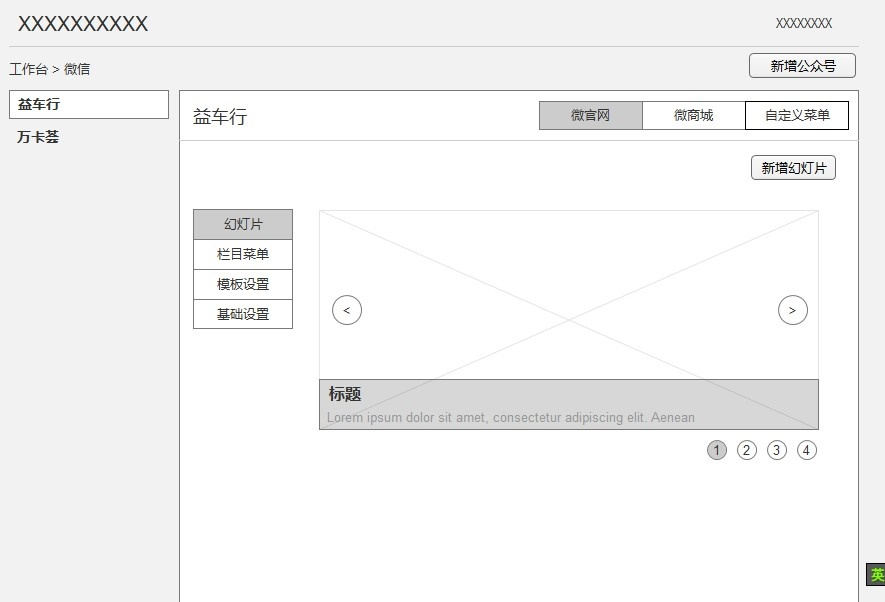 XXXXXXXXXX
XXXXXXXX
工作台 > 微信
新增公众号
益车行
万卡荟
益车行
微官网
微商城
自定义菜单
新增幻灯片
幻灯片
栏目菜单
模板设置
基础设置
<
>
标题
Lorem ipsum dolor sit amet, consectetur adipiscing elit. Aenean
1 2 3 4
英